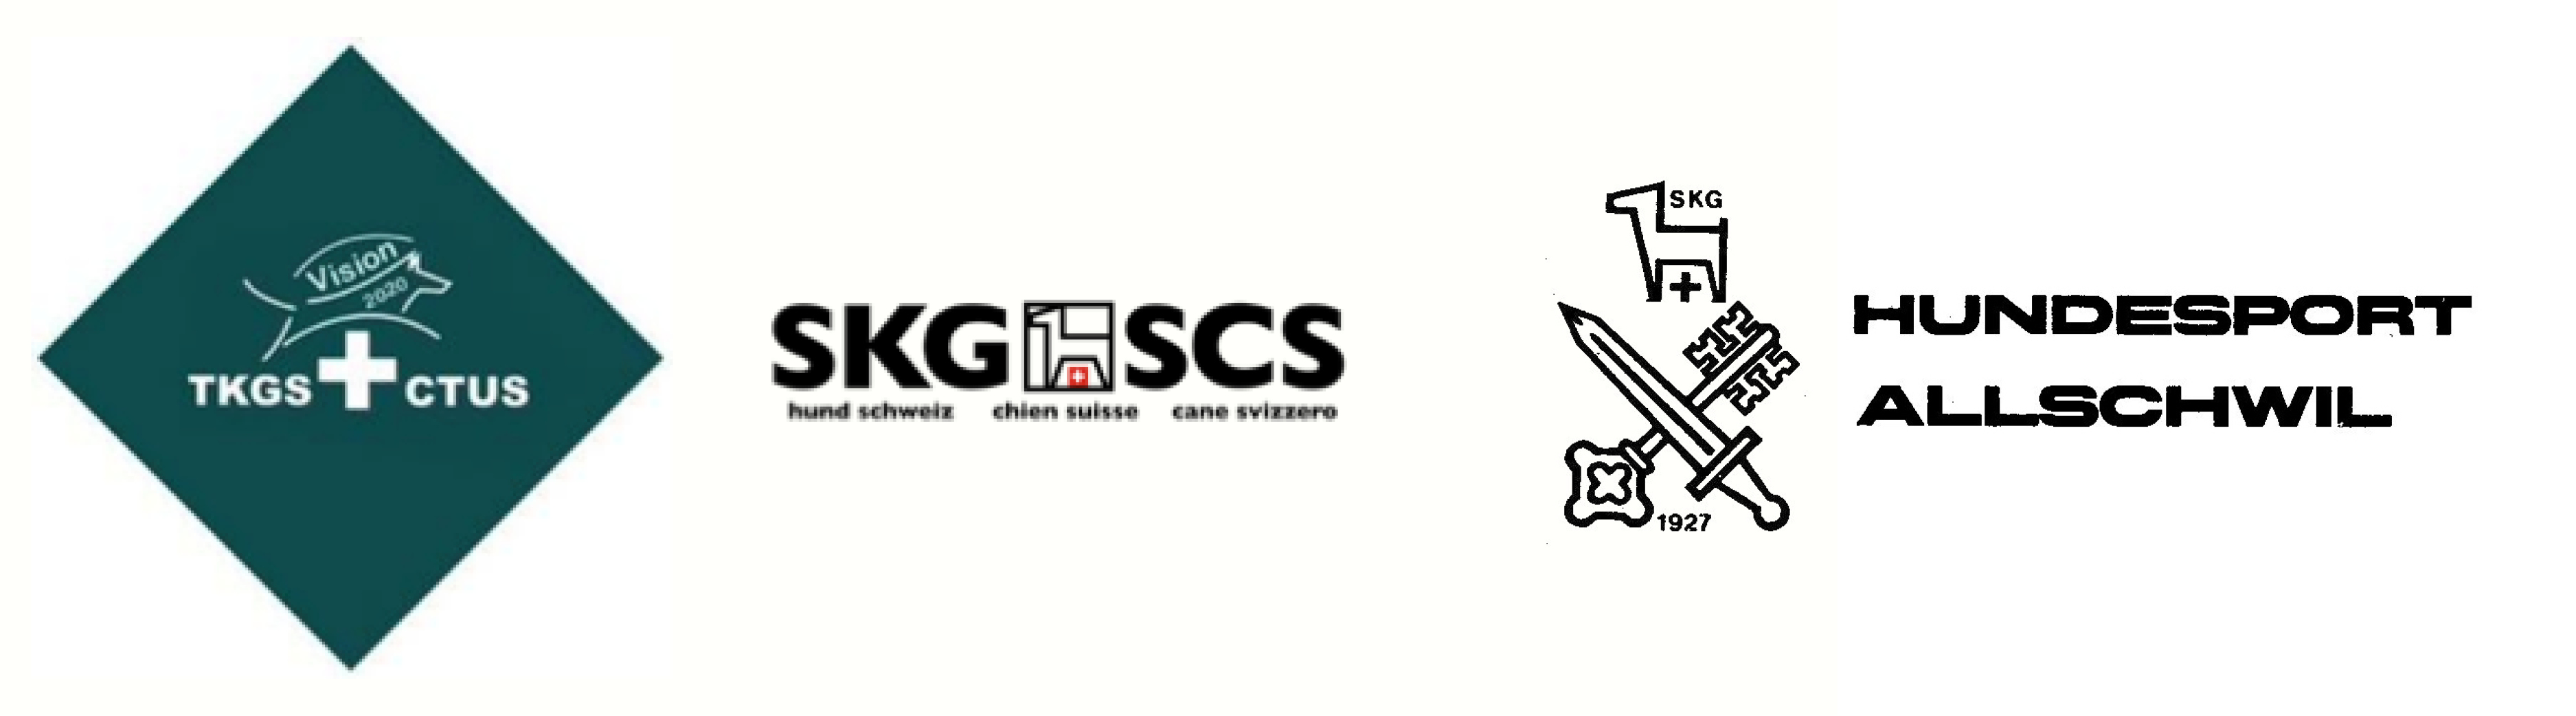 Vision
2020
TKGS CTUS
SKG SCS
hund schweiz chien suisse cane svizzero
SKG
1927
HUNDESPORT
ALLSCHWIL